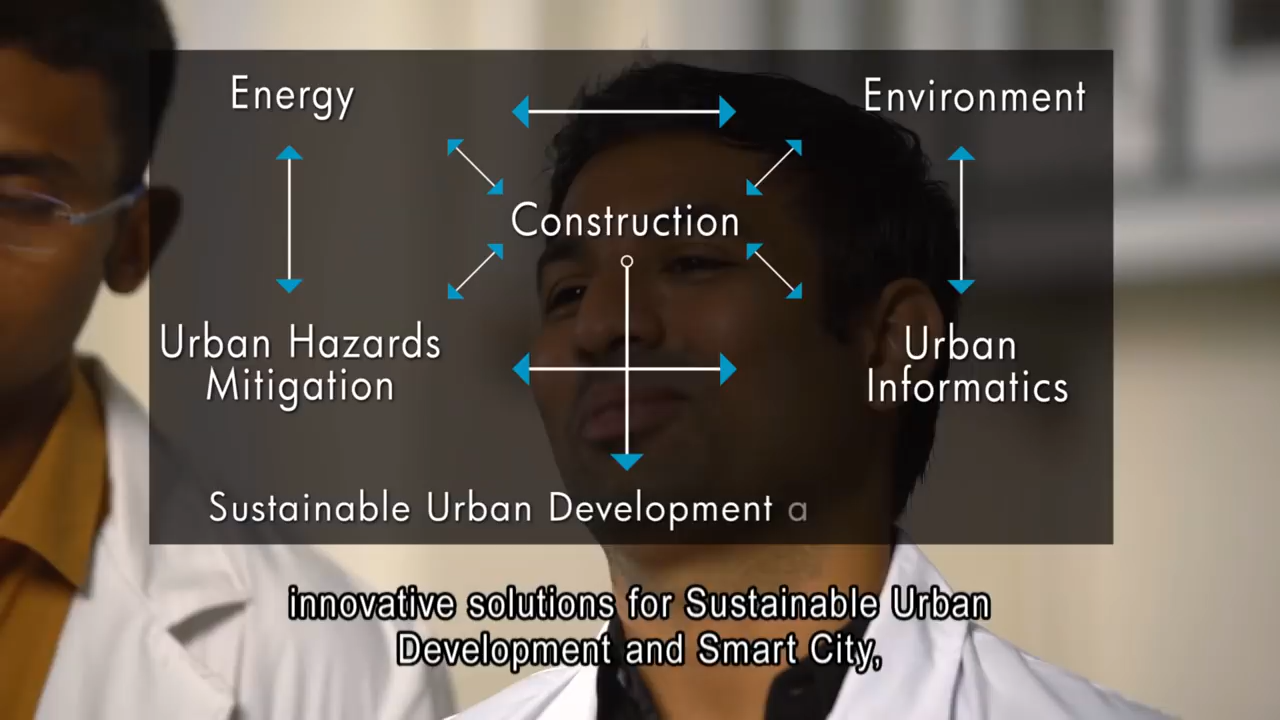 Energy
Environment
Construction
Urban Hazards
Mitigation
Urban
Informatics
Sustainable Urban Development a
innovative solutions for Sustainable Urban
Development and Smart City,